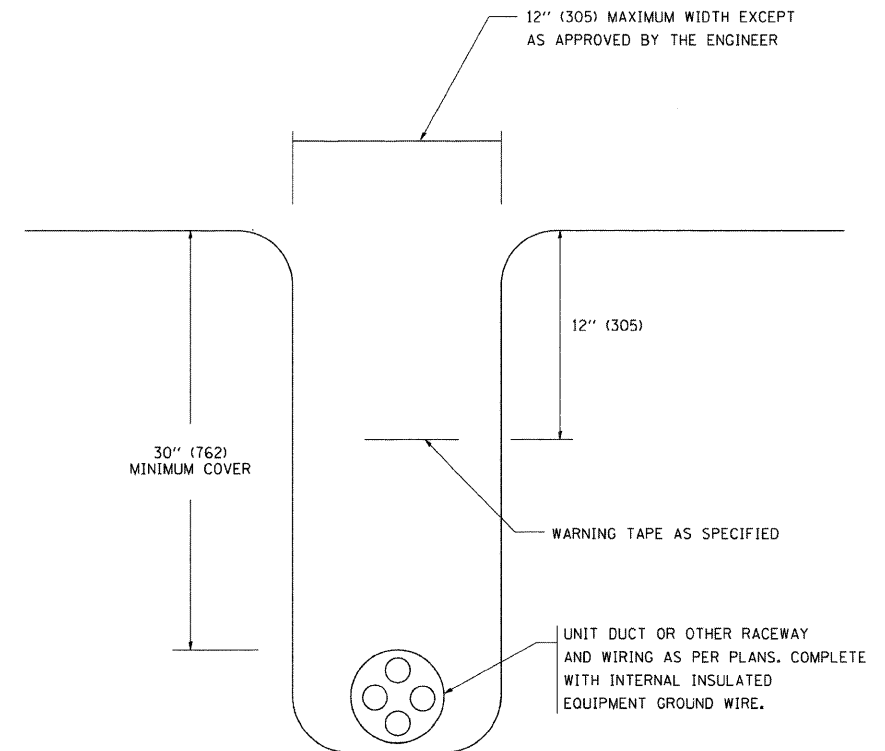 12'' (305) MAXIMUM WIDTH EXCEPT
AS APPROVED BY THE ENGINEER
12'' (305)
30'' (762)
MINIMUM COVER
WARNING TAPE AS SPECIFIED
UNIT DUCT OR OTHER RACEWAY
AND WIRING AS PER PLANS. COMPLETE
WITH INTERNAL INSULATED
EQUIPMENT GROUND WIRE.